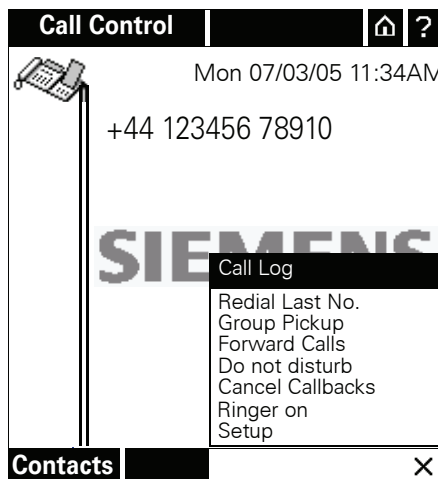 Call Control ?
Mon 07/03/05 11:34AM
+44 123456 78910
SIEMENS
Call Log
Redial Last No.
Group Pickup
Forward Calls
Do not disturb
Cancel Callbacks
Ringer on
Setup
Contacts